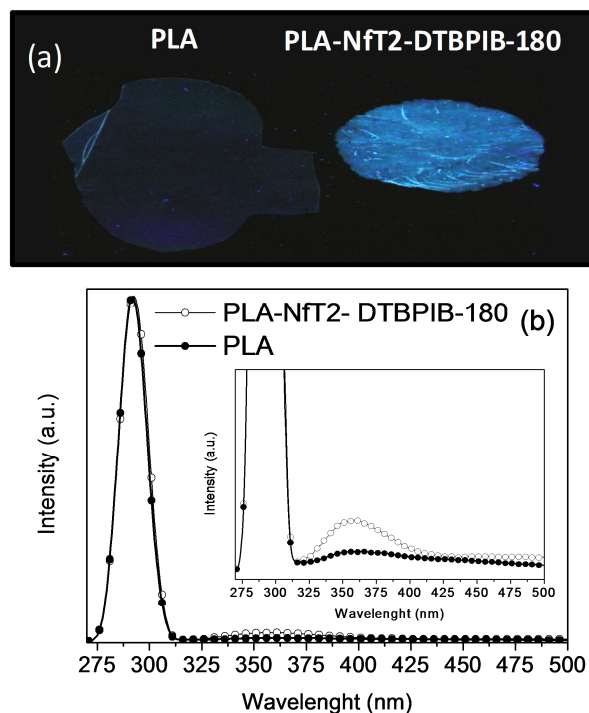 PLA PLA-NfT2-DTBPIB-180
(a)
PLA-NfT2- DTBPIB-180 (b)
PLA
Intensity (a.u.)
Intensity (a.u.)
275 300 325 350 375 400 425 450 475 500
Wavelenght (nm)
275 300 325 350 375 400 425 450 475 500
Wavelenght (nm)